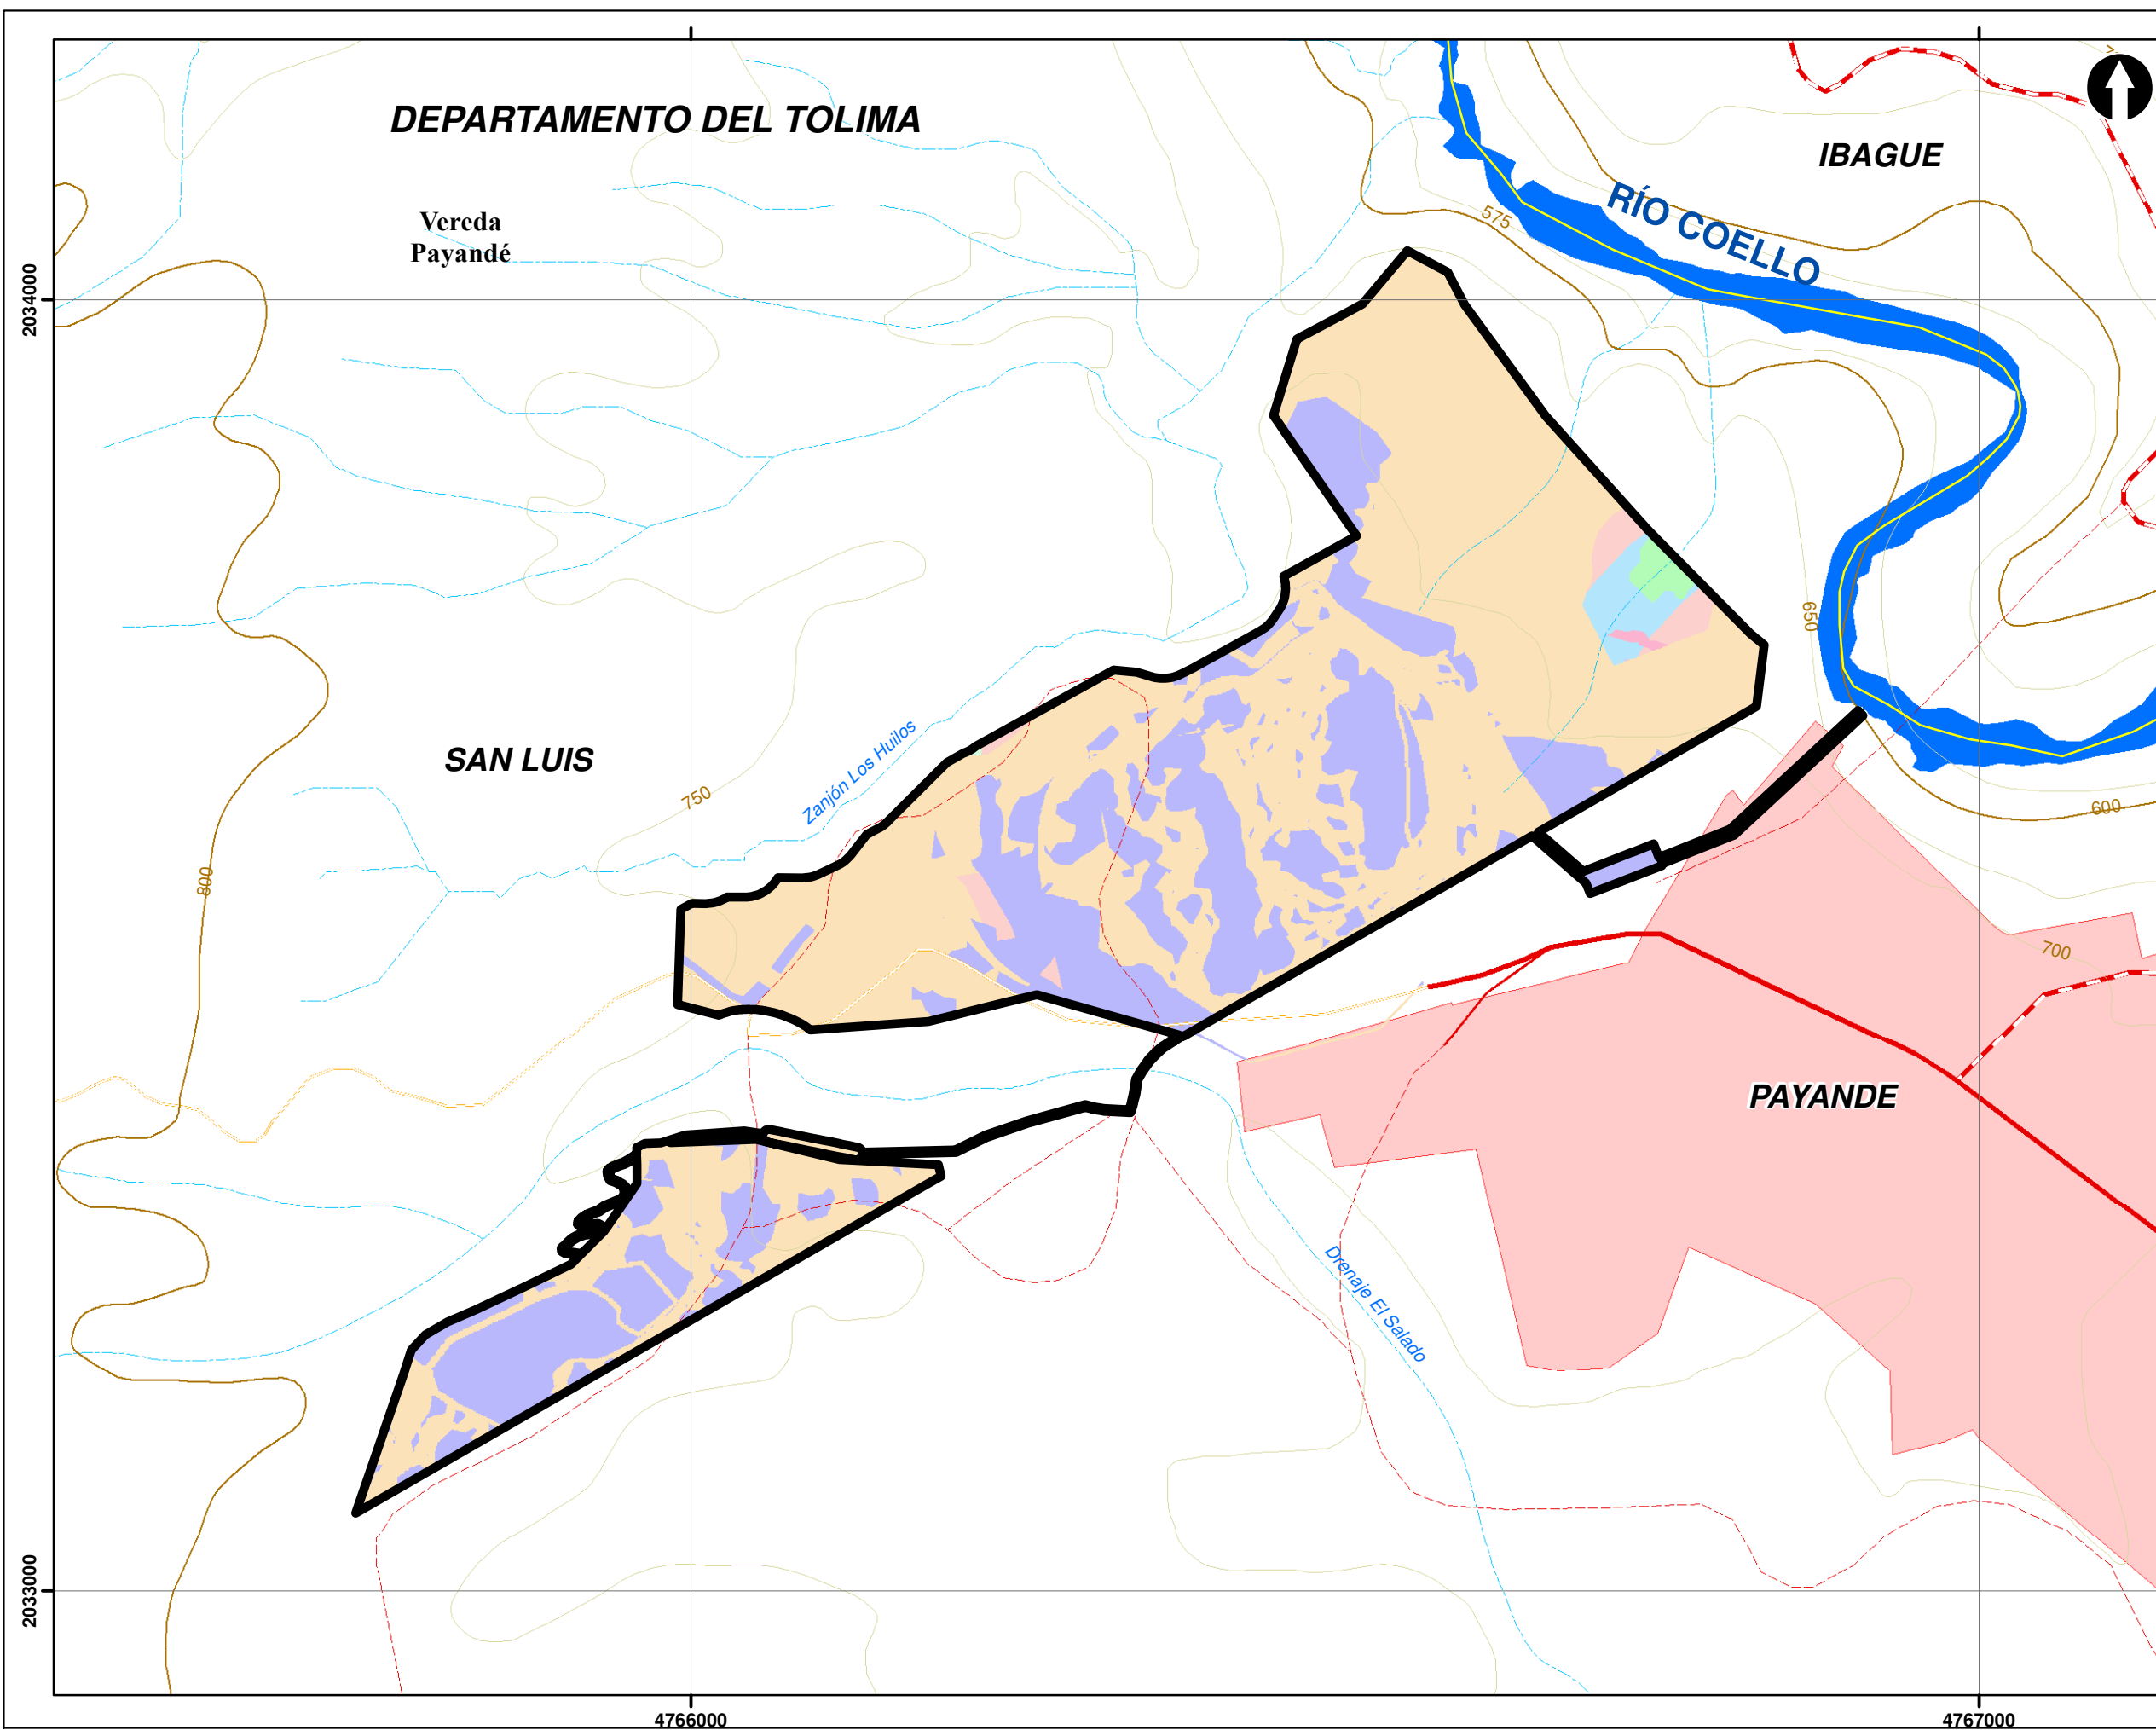 DEPARTAMENTO DEL TOLIMA
IBAGUE
Vereda
Payandé
RÍO COELLO
575
2034000
650
SAN LUIS
Zanjón Los Huilos
750
600
800
700
PAYANDE
Drenaje El Salado
2033000
4766000
4767000